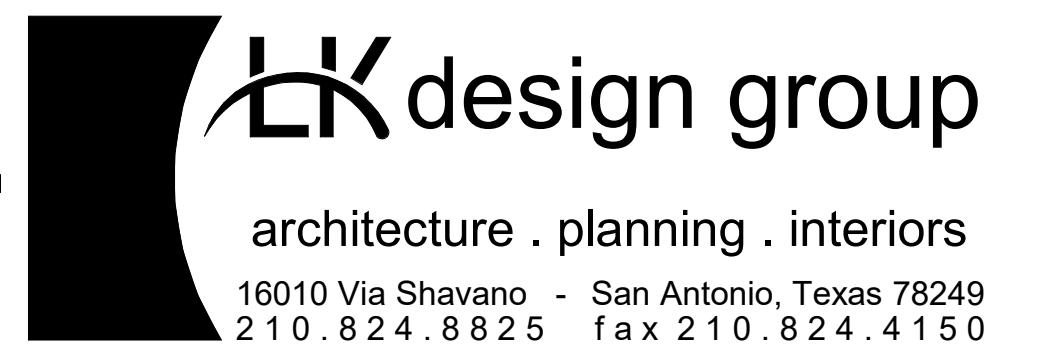 LK design group
architecture . planning . interiors
16010 Via Shavano - San Antonio, Texas 78249
210.824.8825 fax 210.824.4150